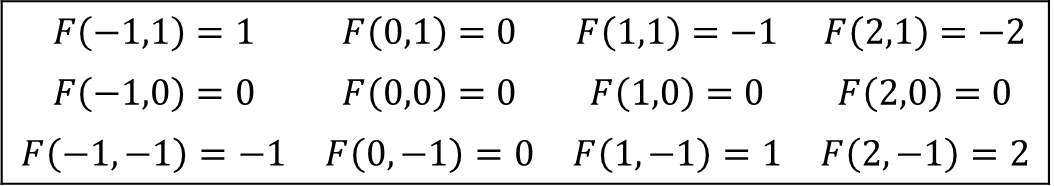 F(−1,1) = 1 F(0,1) = 0 F(1,1) = −1 F(2,1) = −2
F(−1,0) = 0 F(0,0) = 0 F(1,0) = 0 F(2,0) = 0
F(−1,−1) = −1 F(0,−1) = 0 F(1,−1) = 1 F(2,−1) = 2